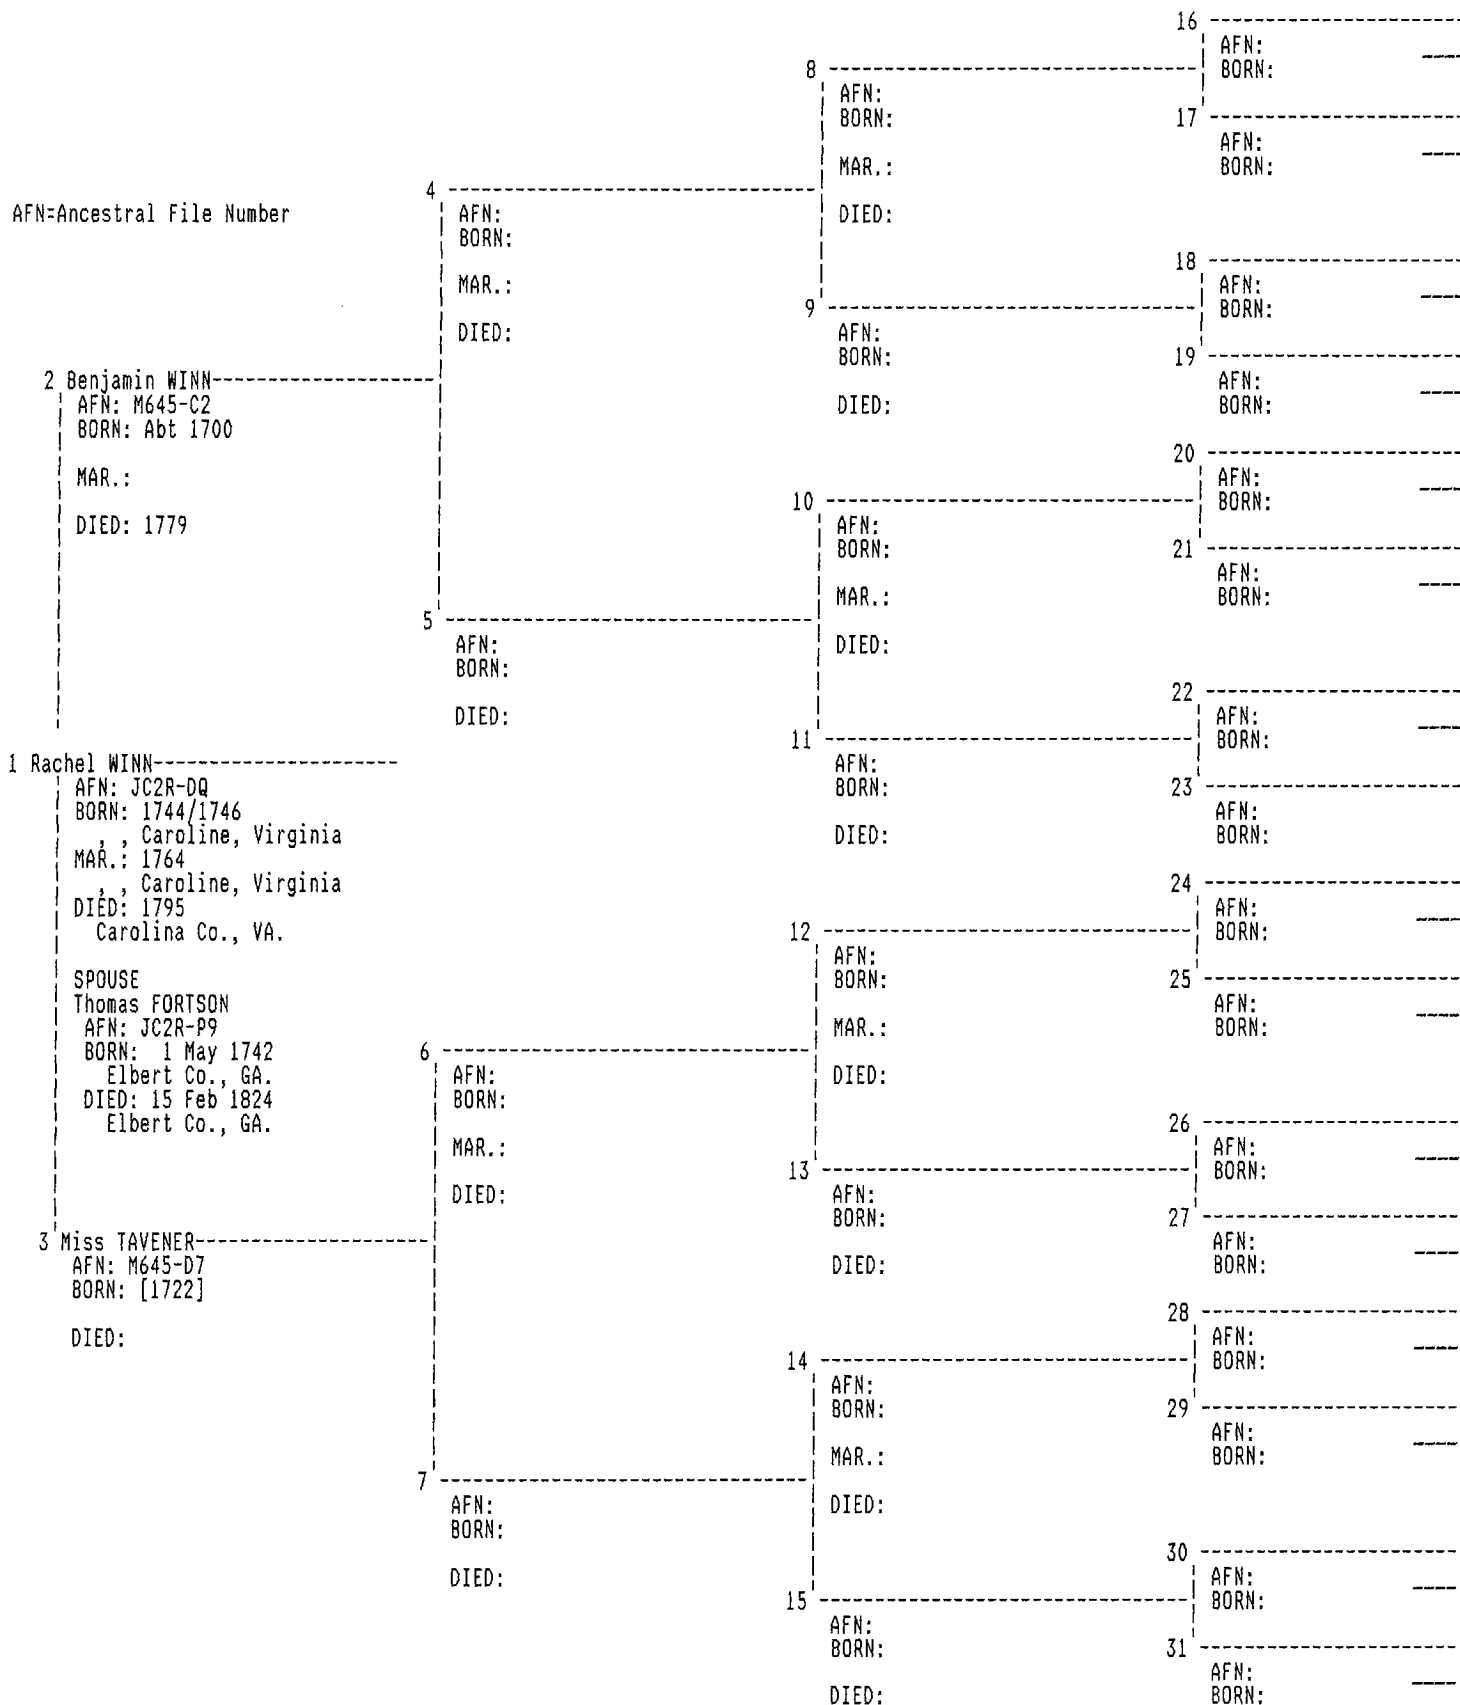 AFN=Ancestral File Number
2 Benjamin WINN
AFN: M645-C2
BORN: Abt 1700
MAR.:
DIED: 1779
1 Rachel WINN
AFN: JC2R-DQ
BORN: 1744/1746
, , Caroline, Virginia
MAR.: 1764
, , Caroline, Virginia
DIED: 1795
Carolina Co., VA.
SPOUSE
Thomas FORTSON
AFN: JC2R-P9
BORN: 1 May 1742
Elbert Co., GA.
DIED: 15 Feb 1824
Elbert Co., GA.
3 Miss TAVENER
AFN: M645-D7
BORN: [1722]
DIED:
4
AFN:
BORN:
MAR.:
DIED:
5
AFN:
BORN:
DIED:
6
AFN:
BORN:
MAR.:
DIED:
7
AFN:
BORN:
DIED:
8
AFN:
BORN:
MAR.:
DIED:
9
AFN:
BORN:
DIED:
10
AFN:
BORN:
MAR.:
DIED:
11
AFN:
BORN:
DIED:
12
AFN:
BORN:
MAR.:
DIED:
13
AFN:
BORN:
DIED:
14
AFN:
BORN:
MAR.:
DIED:
15
AFN:
BORN:
DIED:
16
AFN:
BORN:
17
AFN:
BORN:
18
AFN:
BORN:
19
AFN:
BORN:
20
AFN:
BORN:
21
AFN:
BORN:
22
AFN:
BORN:
23
AFN:
BORN:
24
AFN:
BORN:
25
AFN:
BORN:
26
AFN:
BORN:
27
AFN:
BORN:
28
AFN:
BORN:
29
AFN:
BORN:
30
AFN:
BORN:
31
AFN:
BORN: